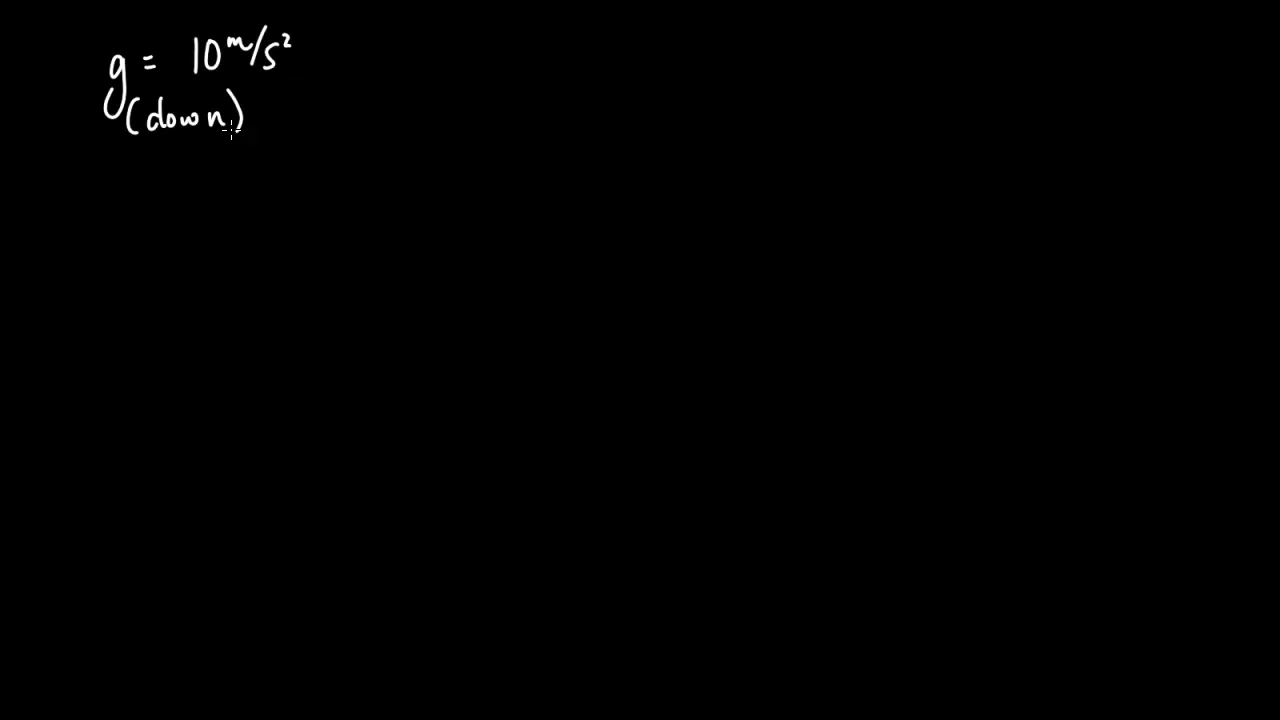 g = 10 m/s²
(down)